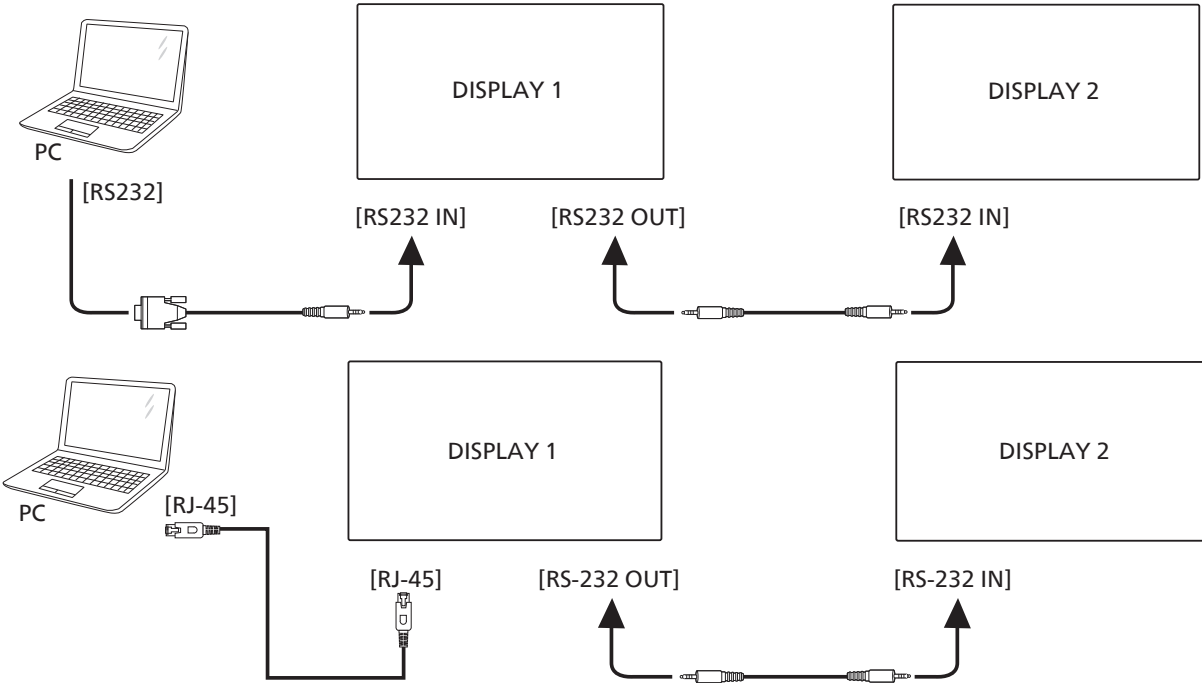 DISPLAY 1
DISPLAY 2
PC
[RS232]
[RS232 IN]
[RS232 OUT]
[RS232 IN]
DISPLAY 1
DISPLAY 2
PC
[RJ-45]
[RJ-45]
[RS-232 OUT]
[RS-232 IN]